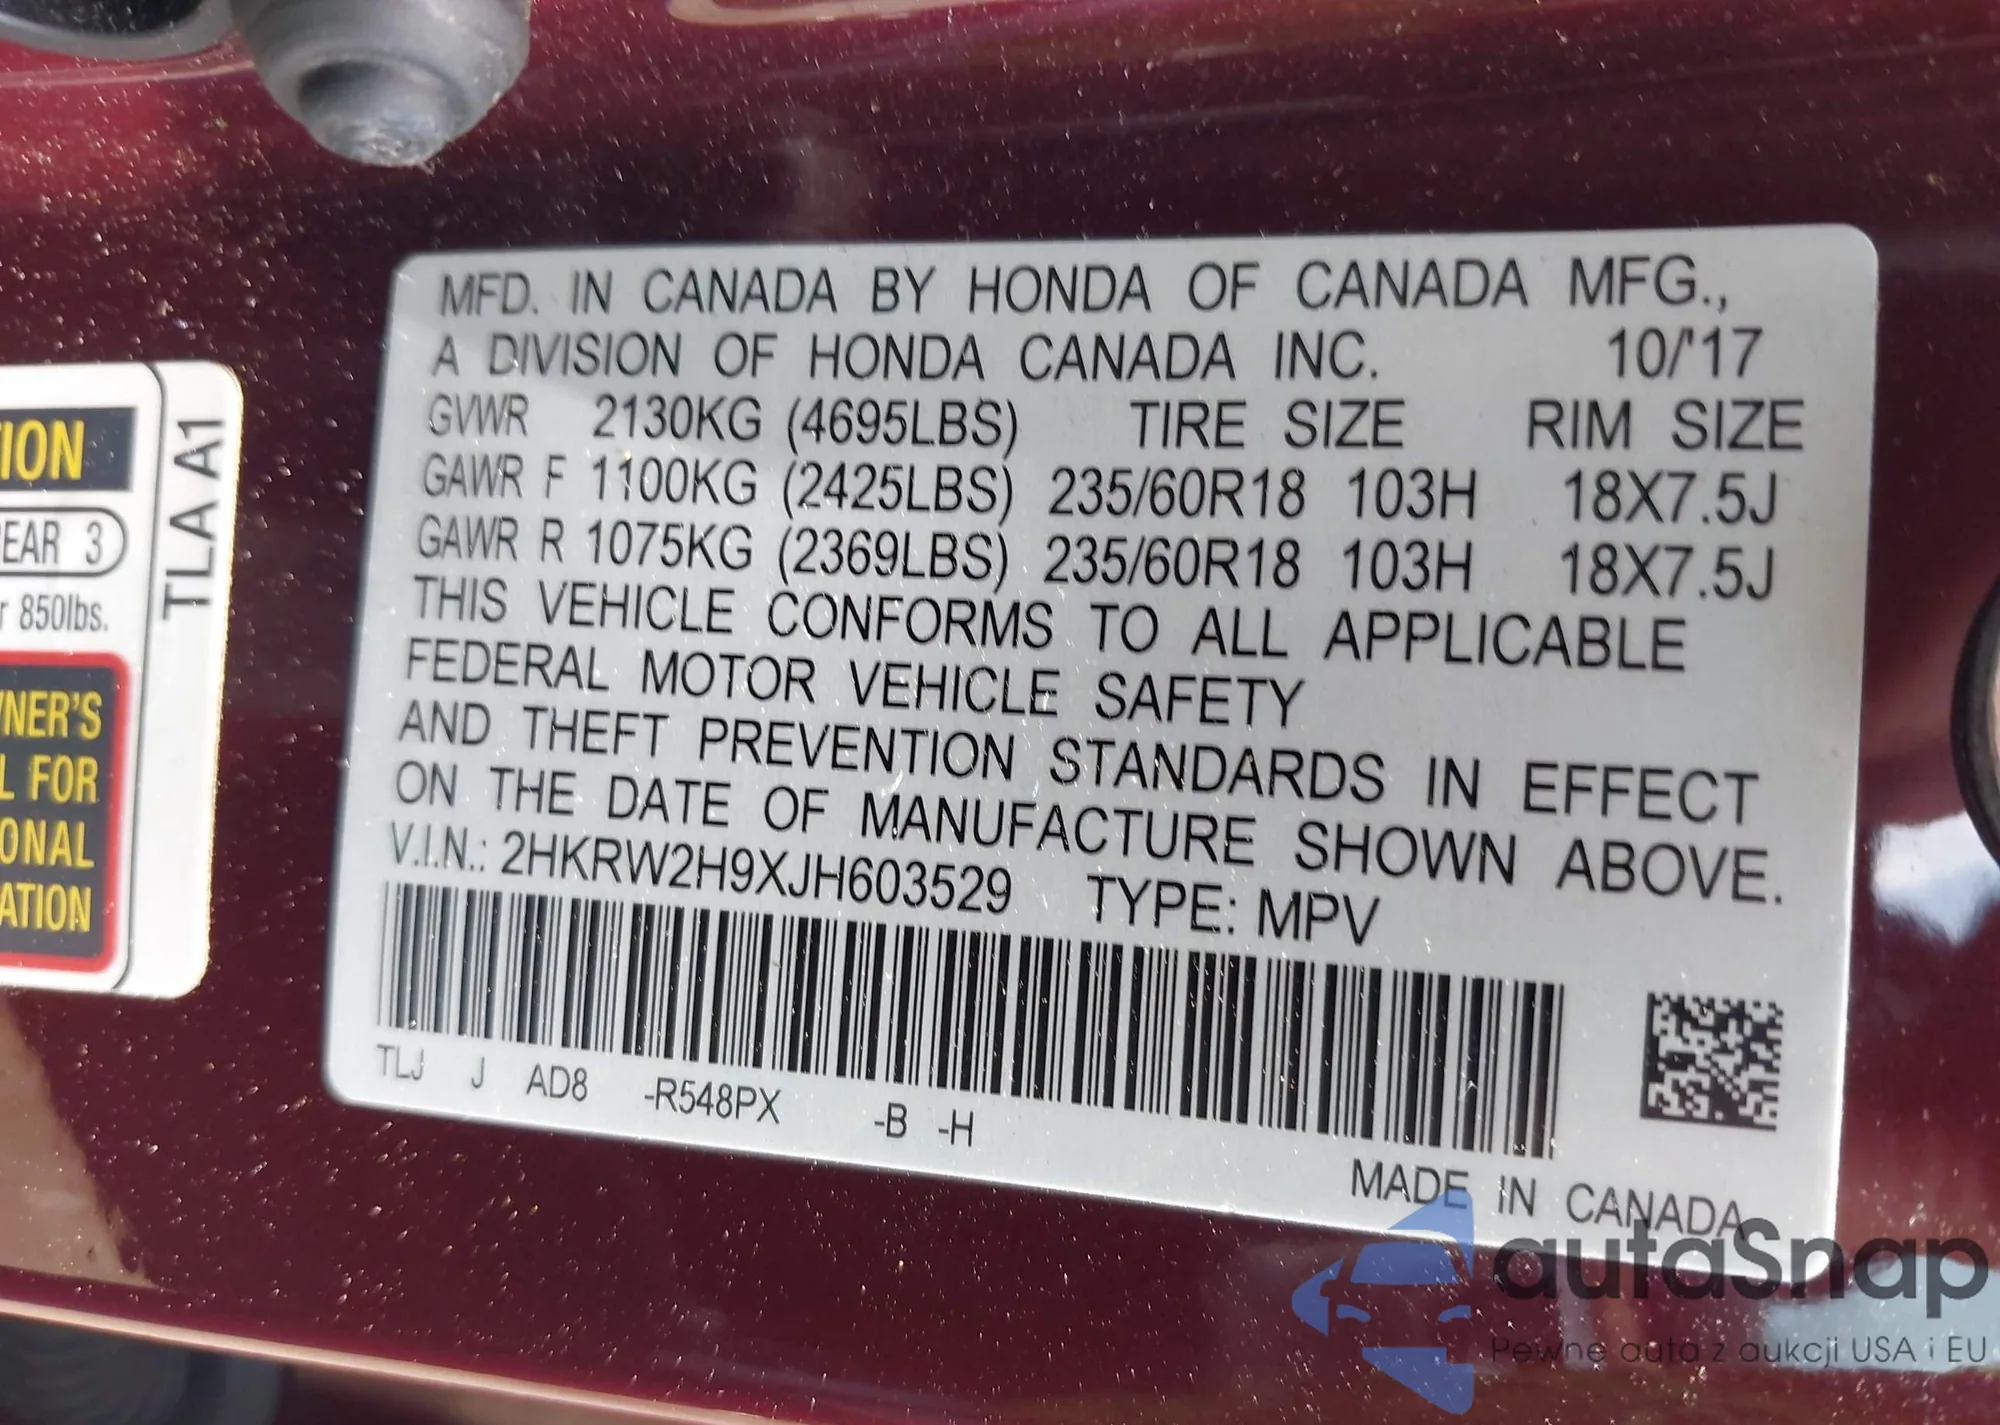 MFD. IN CANADA BY HONDA OF CANADA MFG.,
A DIVISION OF HONDA CANADA INC. 10/'17
GVWR 2130KG (4695LBS) TIRE SIZE RIM SIZE
GAWR F 1100KG (2425LBS) 235/60R18 103H 18X7.5J
GAWR R 1075KG (2369LBS) 235/60R18 103H 18X7.5J
THIS VEHICLE CONFORMS TO ALL APPLICABLE
FEDERAL MOTOR VEHICLE SAFETY
AND THEFT PREVENTION STANDARDS IN EFFECT
ON THE DATE OF MANUFACTURE SHOWN ABOVE.
V.I.N.: 2HKRW2H9XJH603529 TYPE: MPV
TLJ J AD8 -R548PX -B -H
MADE IN CANADA
TION
EAR 3
r 850lbs.
NER'S
L FOR
ONAL
ATION
TLA A1
autaSnap
Pewne auta z aukcji USA i EU